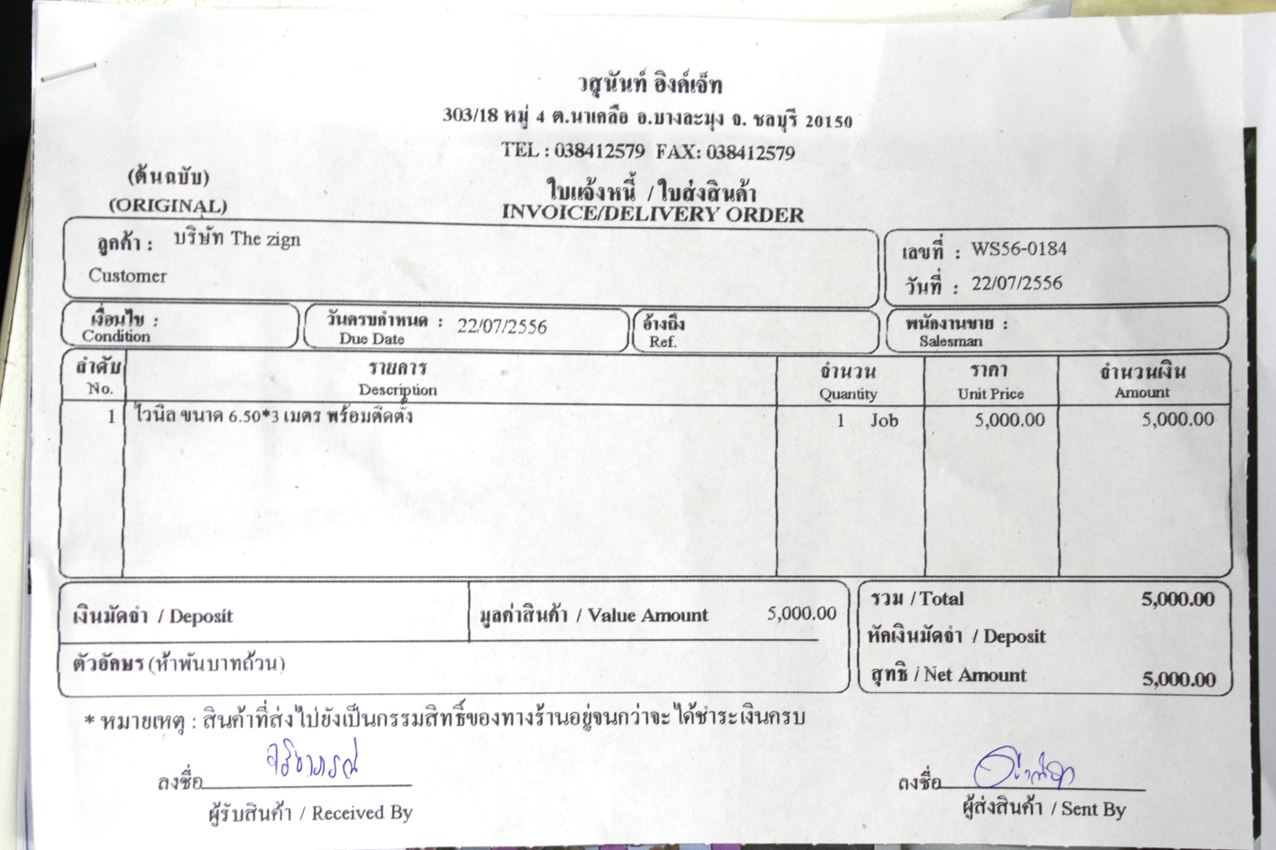 วสุนันท์ อิงค์เจ็ท
303/18 หมู่ 4 ต.นาเกลือ อ.บางละมุง จ. ชลบุรี 20150
TEL : 038412579 FAX: 038412579
(ต้นฉบับ)
(ORIGINAL)
ใบแจ้งหนี้ / ใบส่งสินค้า
INVOICE/DELIVERY ORDER
ลูกค้า : บริษัท The zign
Customer
เลขที่ : WS56-0184
วันที่ : 22/07/2556
เงื่อนไข :
Condition
วันครบกำหนด : 22/07/2556
Due Date
อ้างถึง
Ref.
พนักงานขาย :
Salesman
ลำดับ รายการ จำนวน ราคา จำนวนเงิน
No. Description Quantity Unit Price Amount
1 ไวนิล ขนาด 6.50*3 เมตร พร้อมติดตั้ง 1 Job 5,000.00 5,000.00
เงินมัดจำ / Deposit มูลค่าสินค้า / Value Amount 5,000.00
ตัวอักษร (ห้าพันบาทถ้วน)
รวม / Total 5,000.00
หักเงินมัดจำ / Deposit
สุทธิ / Net Amount 5,000.00
* หมายเหตุ : สินค้าที่ส่งไปยังเป็นกรรมสิทธิ์ของทางร้านอยู่จนกว่าจะได้ชำระเงินครบ
ลงชื่อ
ผู้รับสินค้า / Received By
ลงชื่อ
ผู้ส่งสินค้า / Sent By